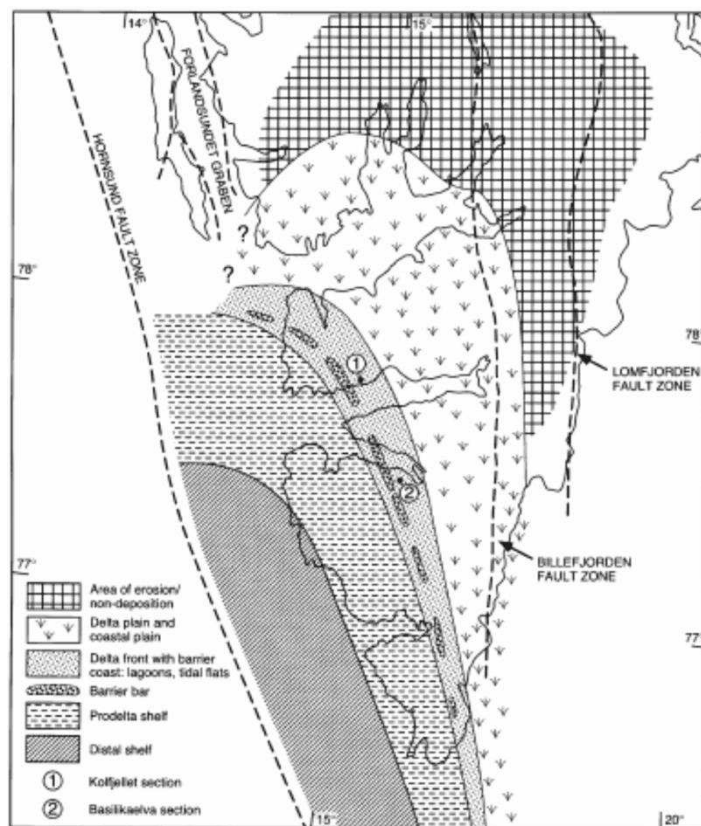 14°
15°
FORLANDSUNDET GRABEN
HORNSUND FAULT ZONE
?
?
78°
78°
1
LOMFJORDEN
FAULT ZONE
2
BILLEFJORDEN
FAULT ZONE
77°
77°
Area of erosion/
non-deposition
Delta plain and
coastal plain
Delta front with barrier
coast: lagoons, tidal flats
Barrier bar
Prodelta shelf
Distal shelf
1 Kolfjellet section
2 Basilikaelva section
15°
20°